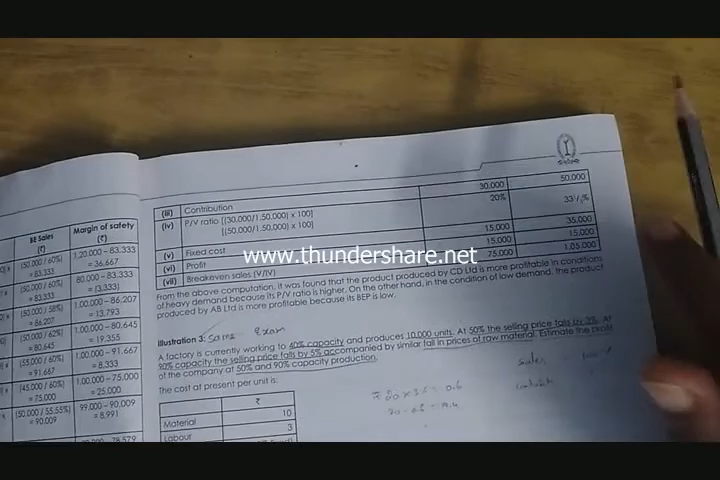 BE Sales
(₹)
Margin of safety
(₹)
(50,000 / 60%)
= 83,333
1,20,000 – 83,333
= 36,667
(50,000 / 60%)
= 83,333
80,000 – 83,333
= (3,333)
(50,000 / 58%)
= 86,207
1,00,000 – 86,207
= 13,793
(50,000 / 62%)
= 80,645
1,00,000 – 80,645
= 19,355
(55,000 / 60%)
= 91,667
1,00,000 – 91,667
= 8,333
(45,000 / 60%)
= 75,000
1,00,000 – 75,000
= 25,000
(50,000 / 55.55%)
= 90,009
99,000 – 90,009
= 8,991
(iii) Contribution 30,000 50,000
(iv) P/V ratio [(30,000/1,50,000) x 100] 20% 33¹/₃%
[(50,000/1,50,000) x 100]
(v) Fixed cost 15,000 35,000
(vi) Profit 15,000 15,000
(vii) Breakeven sales (V/IV) 75,000 1,05,000
www.thundershare.net
From the above computation, it was found that the product produced by CD Ltd is more profitable in conditions
of heavy demand because its P/V ratio is higher. On the other hand, in the condition of low demand, the product
produced by AB Ltd is more profitable because its BEP is low.
Illustration 3: Same Exam
A factory is currently working to 40% capacity and produces 10,000 units. At 50% the selling price falls by 3%. At
90% capacity the selling price falls by 5% accompanied by similar fall in prices of raw material. Estimate the profit
of the company at 50% and 90% capacity production.
The cost at present per unit is:
₹
Material 10
Labour 3
sales